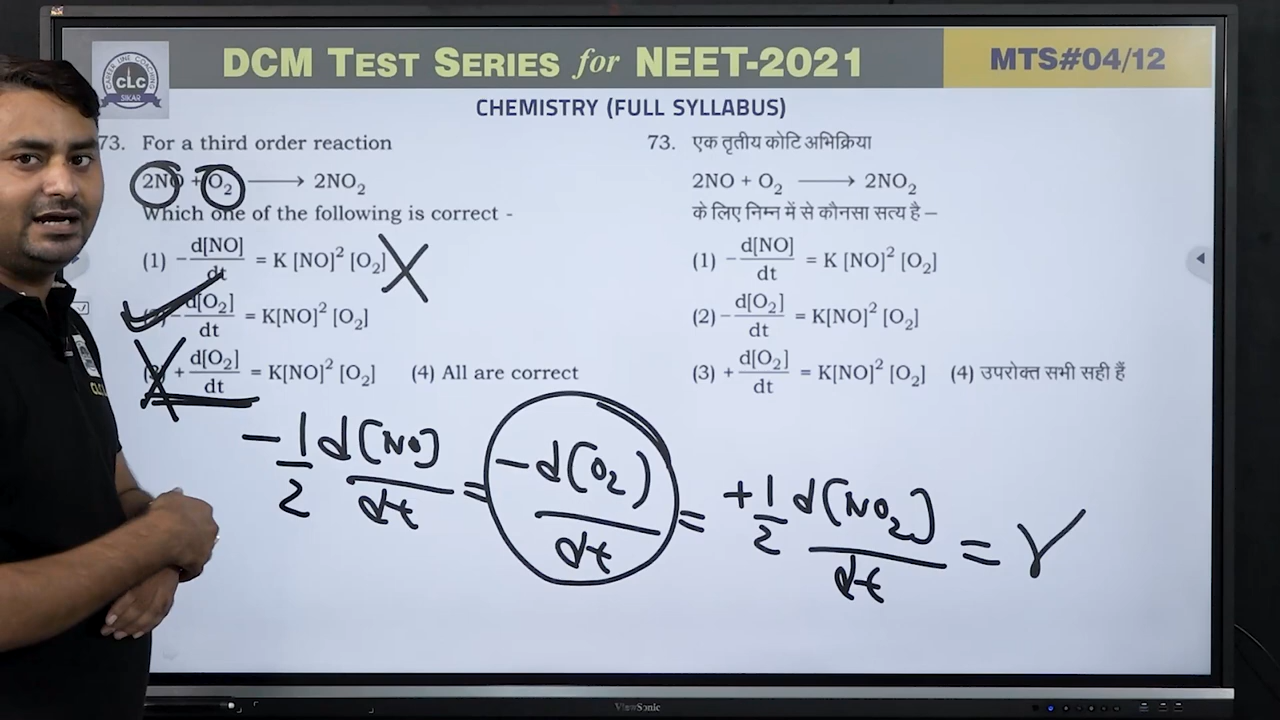 DCM TEST SERIES for NEET-2021
MTS#04/12
CLC
SIKAR
CHEMISTRY (FULL SYLLABUS)
73. For a third order reaction
2NO + O₂ ⟶ 2NO₂
Which one of the following is correct -
(1) -d[NO]/dt = K [NO]² [O₂]
-d[O₂]/dt = K[NO]² [O₂]
+d[O₂]/dt = K[NO]² [O₂] (4) All are correct
73. एक तृतीय कोटि अभिक्रिया
2NO + O₂ ⟶ 2NO₂
के लिए निम्न में से कौनसा सत्य है –
(1) -d[NO]/dt = K [NO]² [O₂]
(2) -d[O₂]/dt = K[NO]² [O₂]
(3) +d[O₂]/dt = K[NO]² [O₂] (4) उपरोक्त सभी सही हैं
-1/2 d[NO]/dt = -d[O₂]/dt = +1/2 d[NO₂]/dt = r
ViewSonic